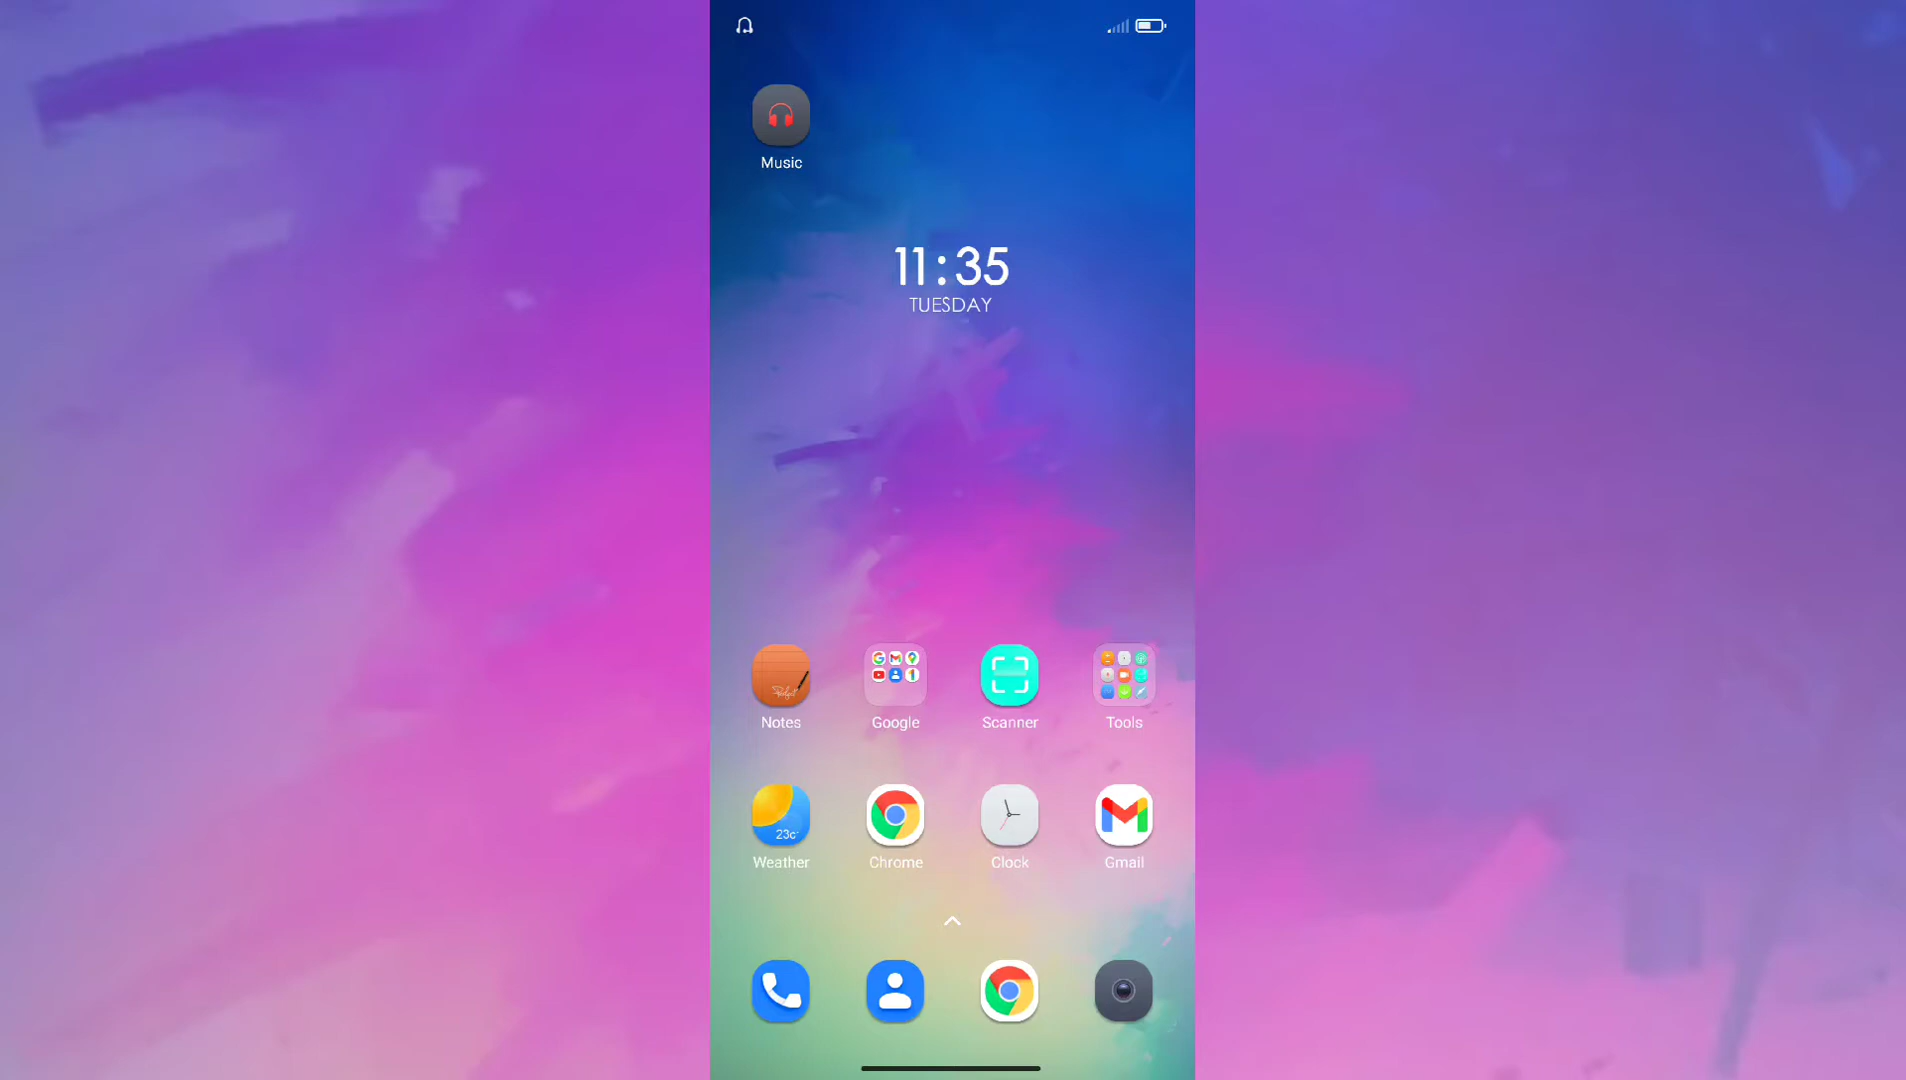 Music
11:35
TUESDAY
Notes
Google
Scanner
Tools
23c
Weather
Chrome
Clock
Gmail